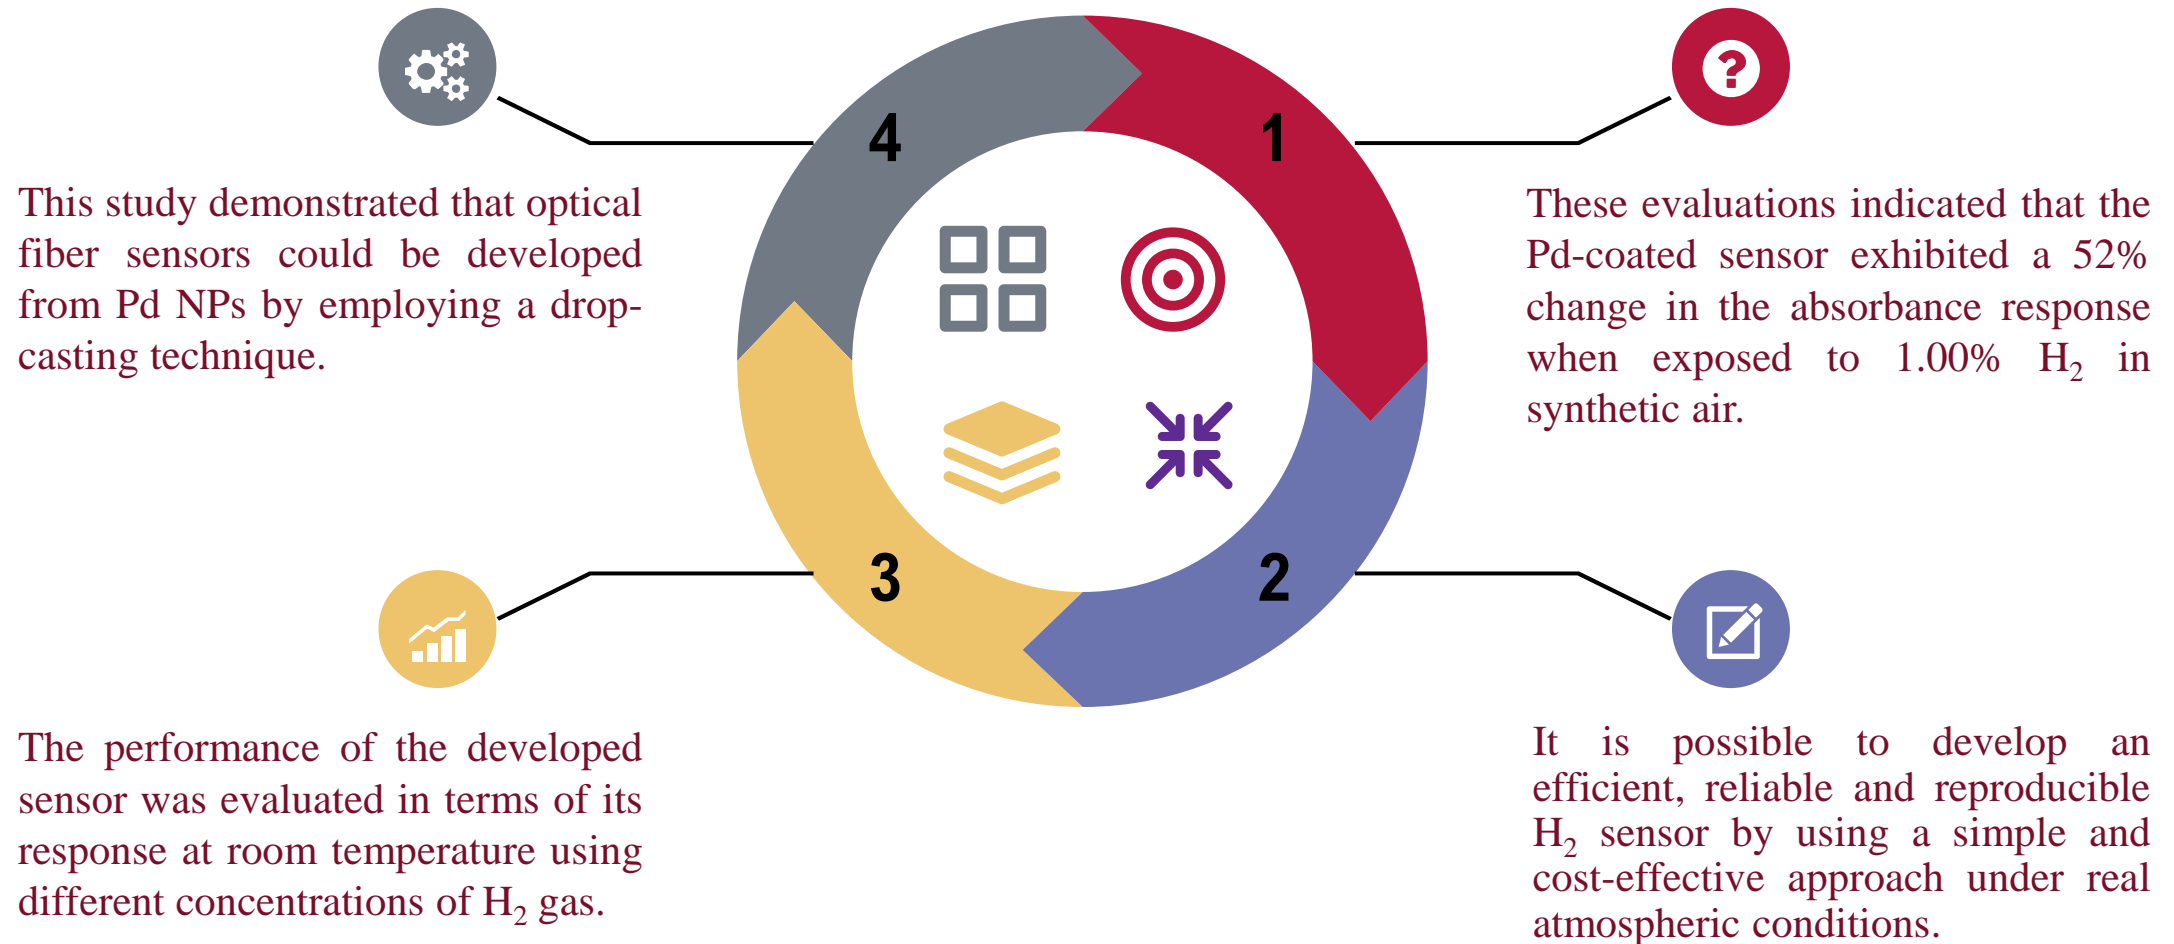 4
1
This study demonstrated that optical
fiber sensors could be developed
from Pd NPs by employing a drop-
casting technique.
These evaluations indicated that the
Pd-coated sensor exhibited a 52%
change in the absorbance response
when exposed to 1.00% H₂ in
synthetic air.
3
2
The performance of the developed
sensor was evaluated in terms of its
response at room temperature using
different concentrations of H₂ gas.
It is possible to develop an
efficient, reliable and reproducible
H₂ sensor by using a simple and
cost-effective approach under real
atmospheric conditions.